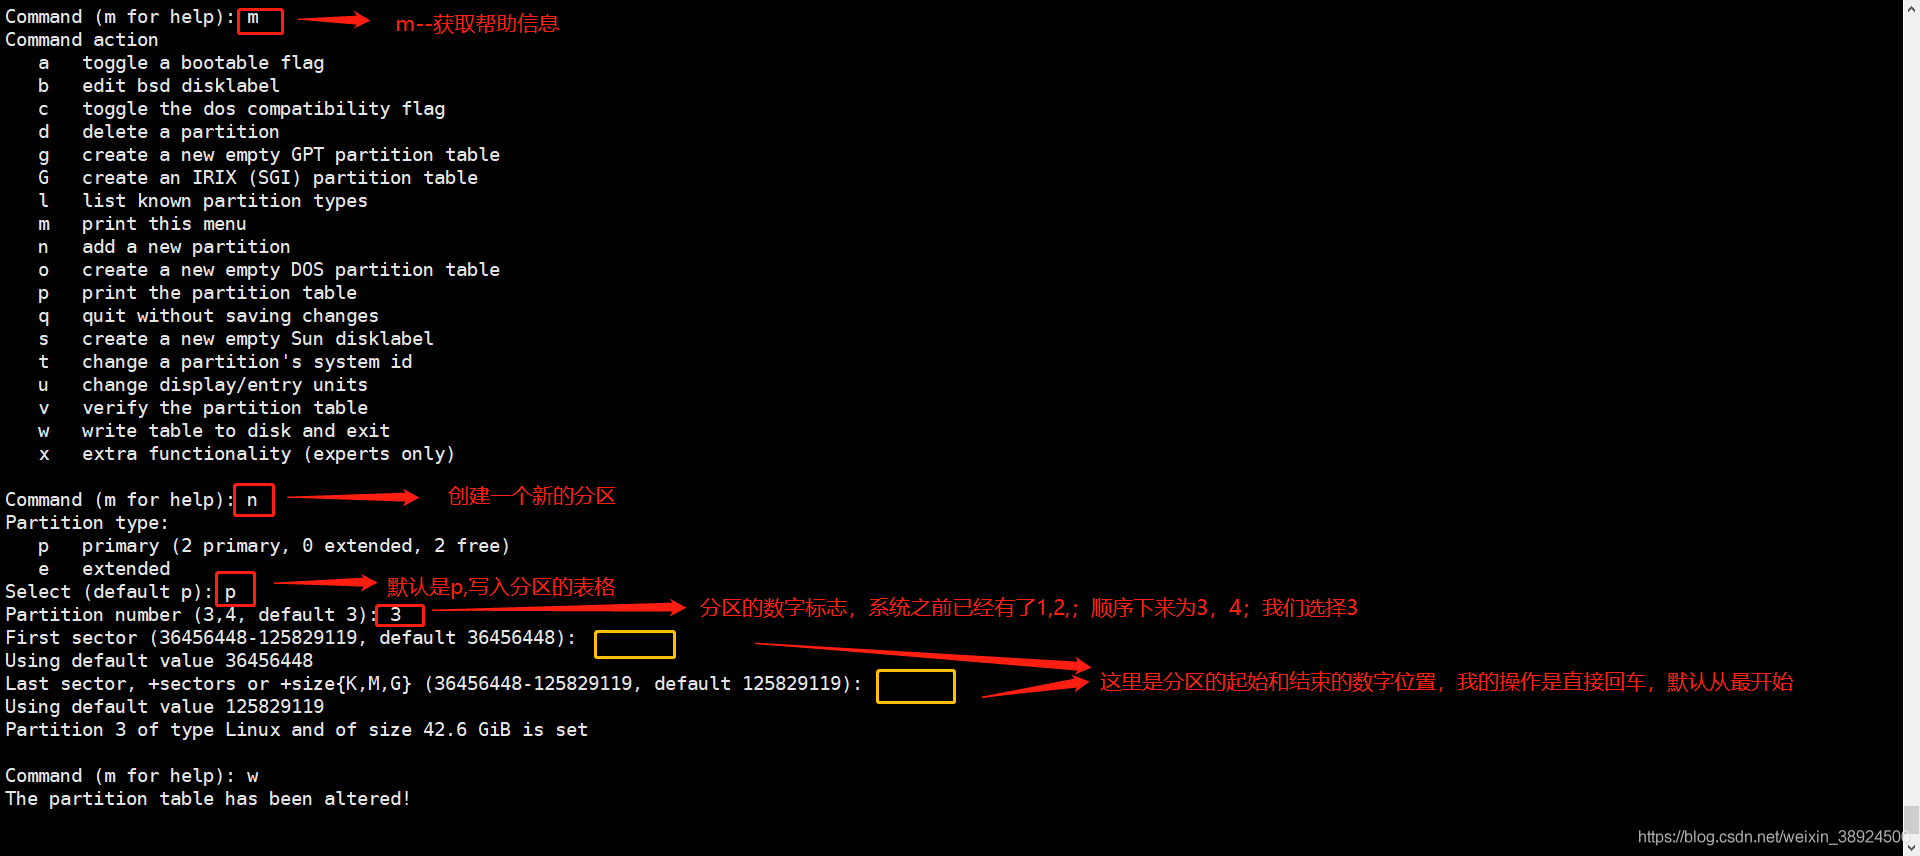 Command (m for help): m
m--获取帮助信息
Command action
a   toggle a bootable flag
b   edit bsd disklabel
c   toggle the dos compatibility flag
d   delete a partition
g   create a new empty GPT partition table
G   create an IRIX (SGI) partition table
l   list known partition types
m   print this menu
n   add a new partition
o   create a new empty DOS partition table
p   print the partition table
q   quit without saving changes
s   create a new empty Sun disklabel
t   change a partition's system id
u   change display/entry units
v   verify the partition table
w   write table to disk and exit
x   extra functionality (experts only)
Command (m for help): n
创建一个新的分区
Partition type:
p   primary (2 primary, 0 extended, 2 free)
e   extended
Select (default p): p
默认是p,写入分区的表格
Partition number (3,4, default 3): 3
分区的数字标志，系统之前已经有了1,2,；顺序下来为3，4；我们选择3
First sector (36456448-125829119, default 36456448):
Using default value 36456448
Last sector, +sectors or +size{K,M,G} (36456448-125829119, default 125829119):
这里是分区的起始和结束的数字位置，我的操作是直接回车，默认从最开始
Using default value 125829119
Partition 3 of type Linux and of size 42.6 GiB is set
Command (m for help): w
The partition table has been altered!
https://blog.csdn.net/weixin_38924500